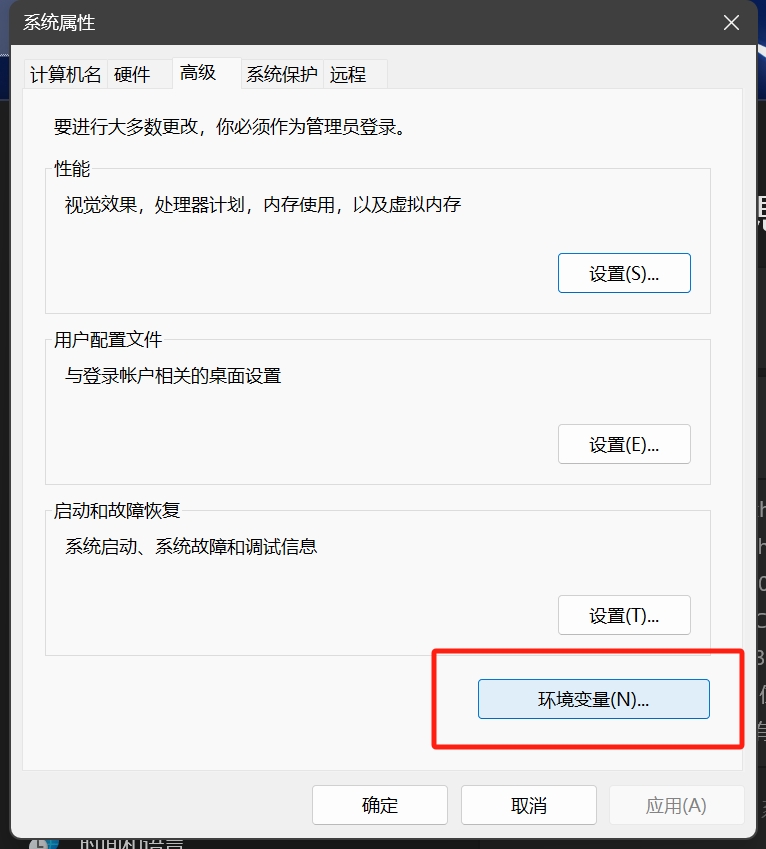 系统属性
计算机名 硬件 高级 系统保护 远程
要进行大多数更改，你必须作为管理员登录。
性能
视觉效果，处理器计划，内存使用，以及虚拟内存
设置(S)...
用户配置文件
与登录帐户相关的桌面设置
设置(E)...
启动和故障恢复
系统启动、系统故障和调试信息
设置(T)...
环境变量(N)...
确定 取消 应用(A)
时间和语言